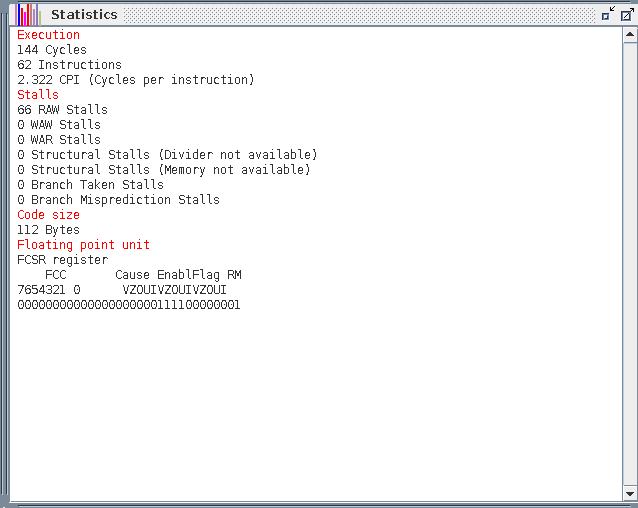 Statistics
Execution
144 Cycles
62 Instructions
2.322 CPI (Cycles per instruction)
Stalls
66 RAW Stalls
0 WAW Stalls
0 WAR Stalls
0 Structural Stalls (Divider not available)
0 Structural Stalls (Memory not available)
0 Branch Taken Stalls
0 Branch Misprediction Stalls
Code size
112 Bytes
Floating point unit
FCSR register
    FCC       Cause EnablFlag RM
7654321 0      VZOUIVZOUIVZOUI
00000000000000000000111100000001